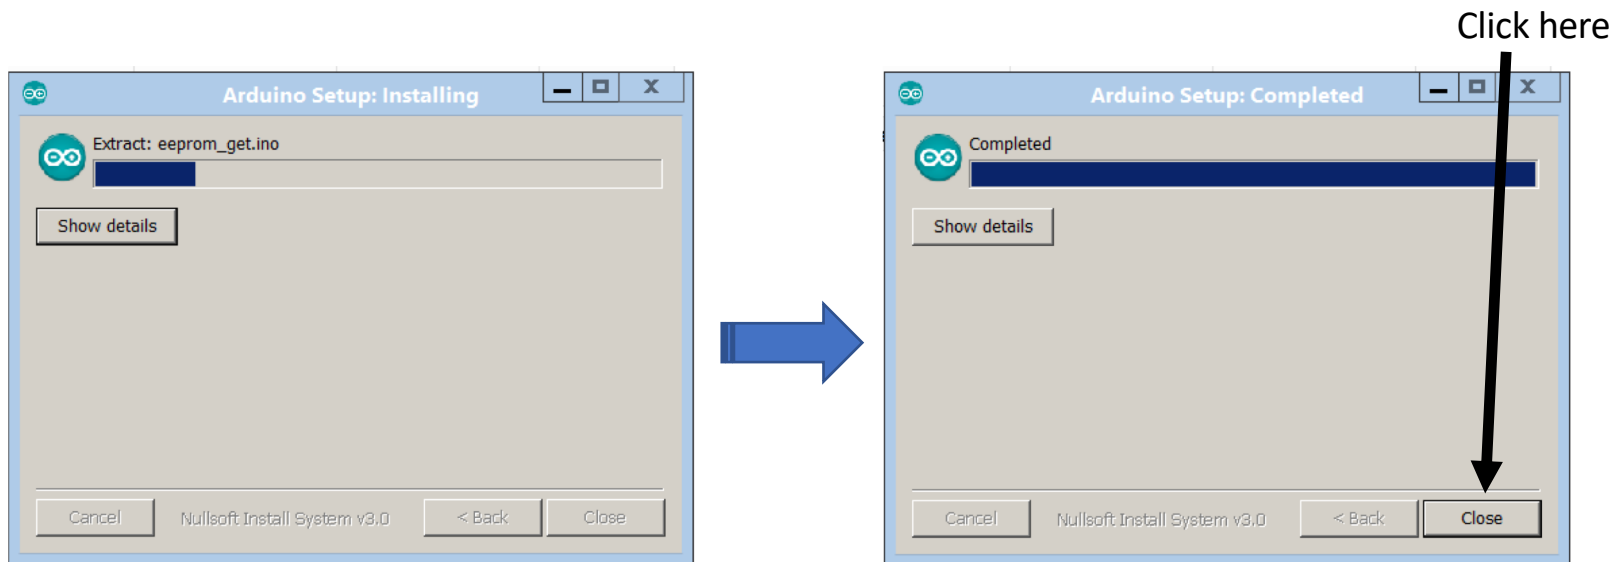 Click here
Arduino Setup: Installing
Extract: eeprom_get.ino
Show details
Cancel
Nullsoft Install System v3.0
< Back
Close
Arduino Setup: Completed
Completed
Show details
Cancel
Nullsoft Install System v3.0
< Back
Close